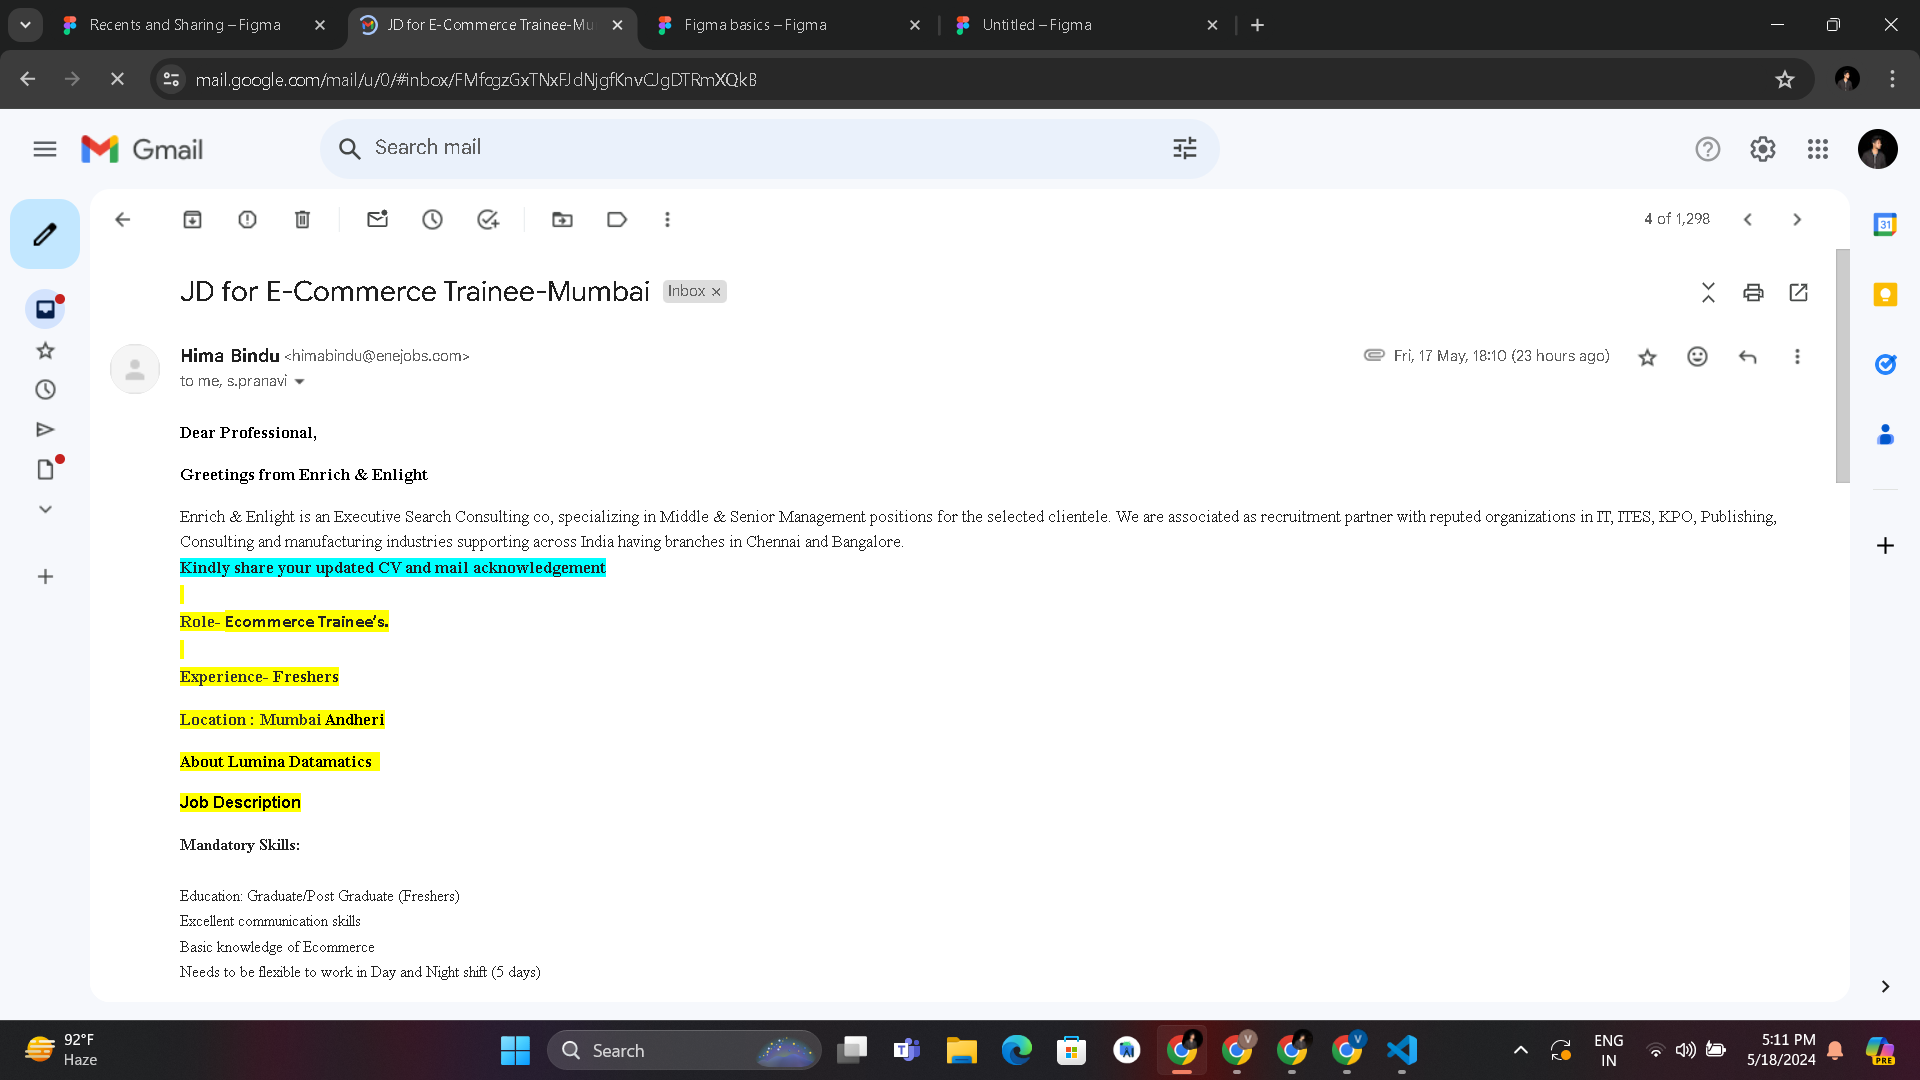 Recents and Sharing – Figma
JD for E-Commerce Trainee-Mu
Figma basics – Figma
Untitled – Figma
mail.google.com/mail/u/0/#inbox/FMfcgzGxTNxFJdNjgfKnvCJgDTRmXQkB
Gmail
Search mail
4 of 1,298
31
JD for E-Commerce Trainee-Mumbai
Inbox ×
Hima Bindu <himabindu@enejobs.com>
Fri, 17 May, 18:10 (23 hours ago)
to me, s.pranavi
Dear Professional,
Greetings from Enrich & Enlight
Enrich & Enlight is an Executive Search Consulting co, specializing in Middle & Senior Management positions for the selected clientele. We are associated as recruitment partner with reputed organizations in IT, ITES, KPO, Publishing,
Consulting and manufacturing industries supporting across India having branches in Chennai and Bangalore.
Kindly share your updated CV and mail acknowledgement
Role- Ecommerce Trainee’s.
Experience- Freshers
Location : Mumbai Andheri
About Lumina Datamatics
Job Description
Mandatory Skills:
Education: Graduate/Post Graduate (Freshers)
Excellent communication skills
Basic knowledge of Ecommerce
Needs to be flexible to work in Day and Night shift (5 days)
92°F
Haze
Search
V
V
ENG
IN
5:11 PM
5/18/2024
PRE